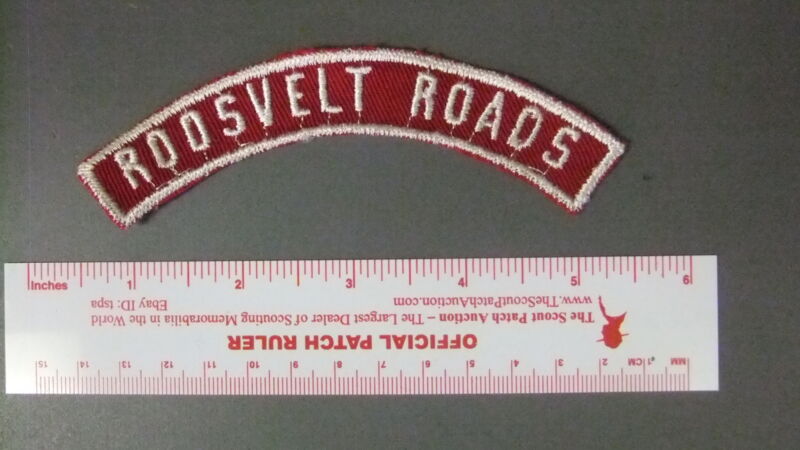 ROOSVELT ROADS
Inches 1 2 3 4 5 6
The Scout Patch Auction – The Largest Dealer of Scouting Memorabilia in the World
www.TheScoutPatchAuction.com Ebay ID: tspa
OFFICIAL PATCH RULER
MM 1CM 2 3 4 5 6 7 8 9 10 11 12 13 14 15